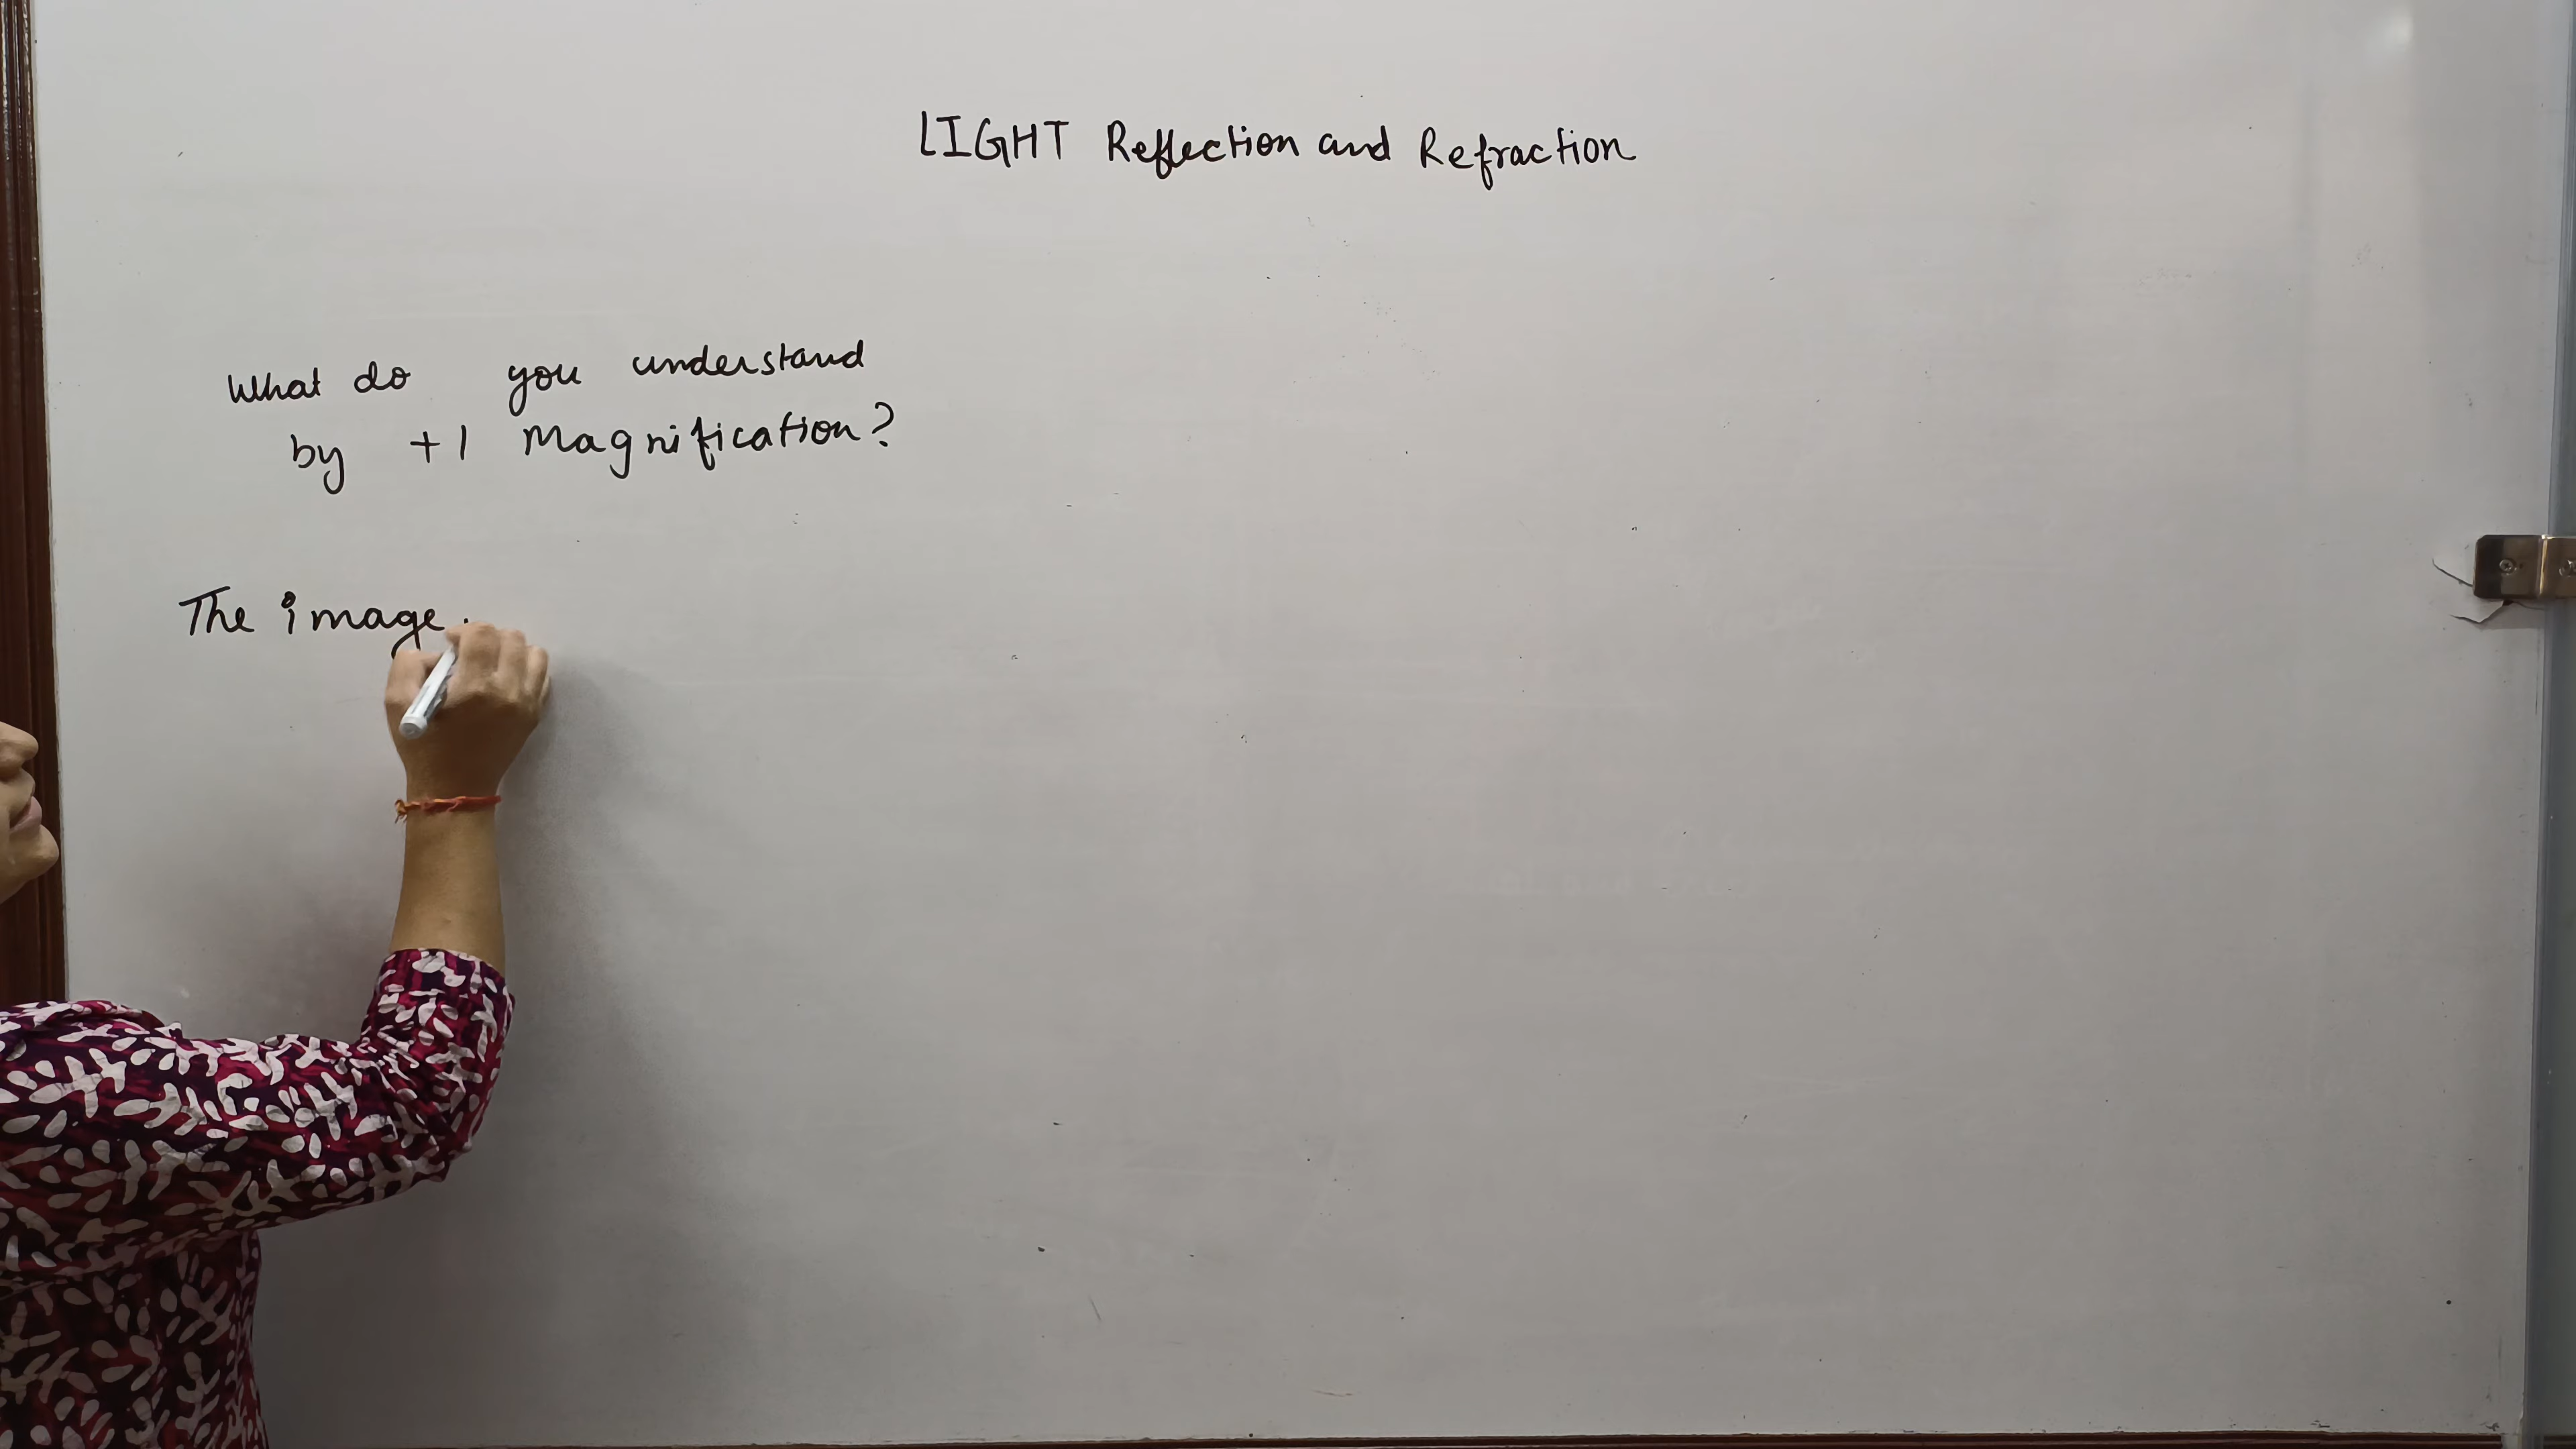 LIGHT Reflection and Refraction
What do you understand
by +1 Magnification?
The image